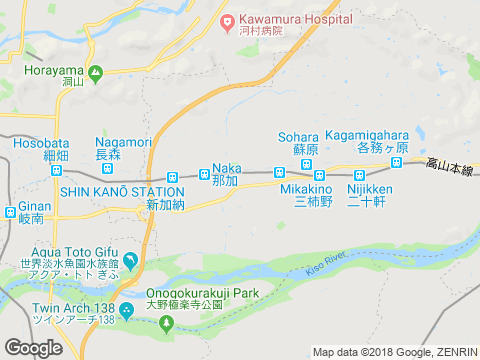 Kawamura Hospital
河村病院
Horayama
洞山
Hosobata
細畑
Nagamori
長森
Sohara
蘇原
Kagamigahara
各務ヶ原
高山本線
Naka
那加
SHIN KANŌ STATION
新加納
Mikakino
三柿野
Nijikken
二十軒
Ginan
岐南
Aqua Toto Gifu
世界淡水魚園水族館
アクア・トト ぎふ
Kiso River
Onogokurakuji Park
大野極楽寺公園
Twin Arch 138
ツインアーチ138
Google
Map data ©2018 Google, ZENRIN